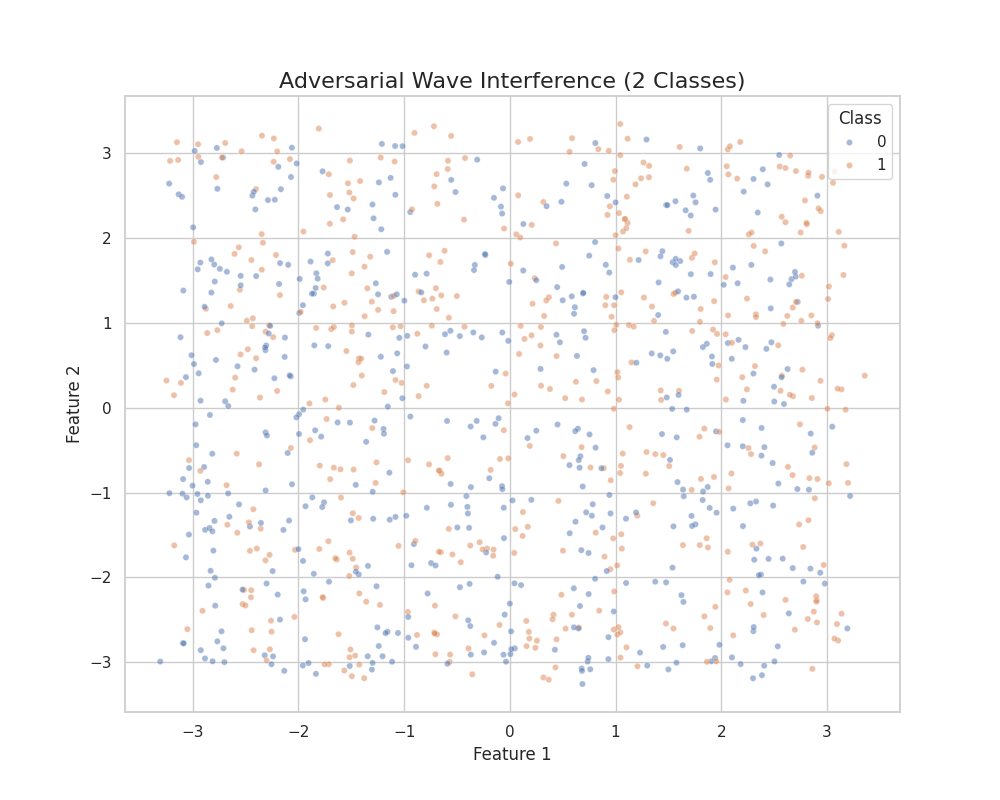 Adversarial Wave Interference (2 Classes)
Class
0
1
3
2
1
0
−1
−2
−3
Feature 2
−3 −2 −1 0 1 2 3
Feature 1